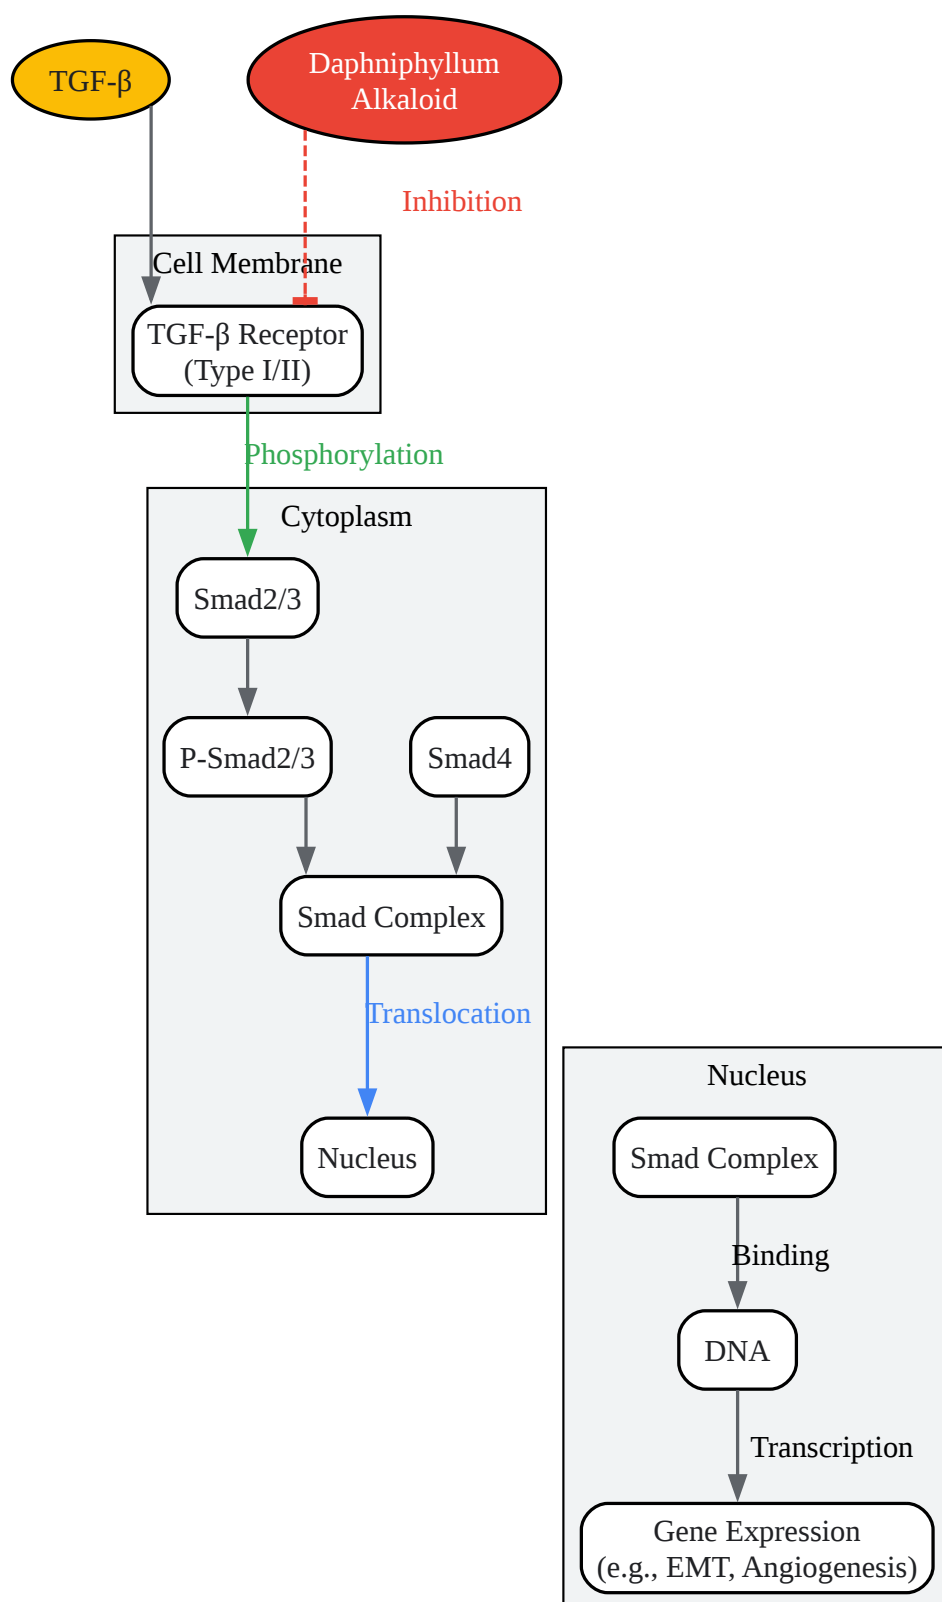 TGF-β
Daphniphyllum
Alkaloid
Inhibition
Cell Membrane
TGF-β Receptor
(Type I/II)
Phosphorylation
Cytoplasm
Smad2/3
P-Smad2/3
Smad4
Smad Complex
Translocation
Nucleus
Nucleus
Smad Complex
Binding
DNA
Transcription
Gene Expression
(e.g., EMT, Angiogenesis)